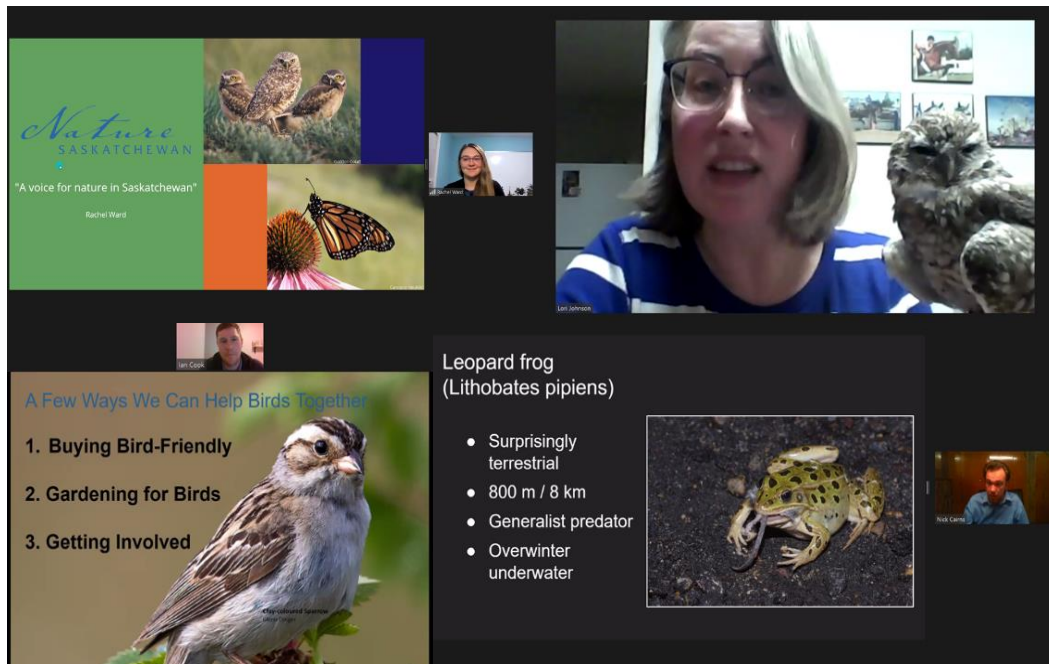 Nature
SASKATCHEWAN
"A voice for nature in Saskatchewan"
Rachel Ward
Rachel Ward
Lori Johnson
Ian Cook
A Few Ways We Can Help Birds Together
1. Buying Bird-Friendly
2. Gardening for Birds
3. Getting Involved
Clay-coloured Sparrow
Leopard frog
(Lithobates pipiens)
● Surprisingly
terrestrial
● 800 m / 8 km
● Generalist predator
● Overwinter
underwater
Nick Cairns